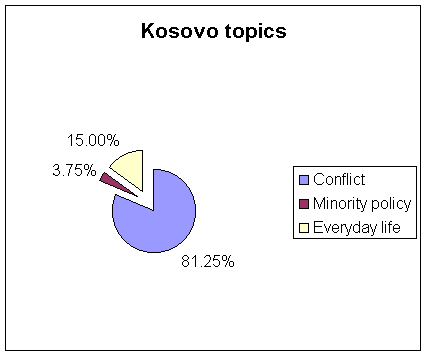 Kosovo topics
15.00%
3.75%
81.25%
Conflict
Minority policy
Everyday life